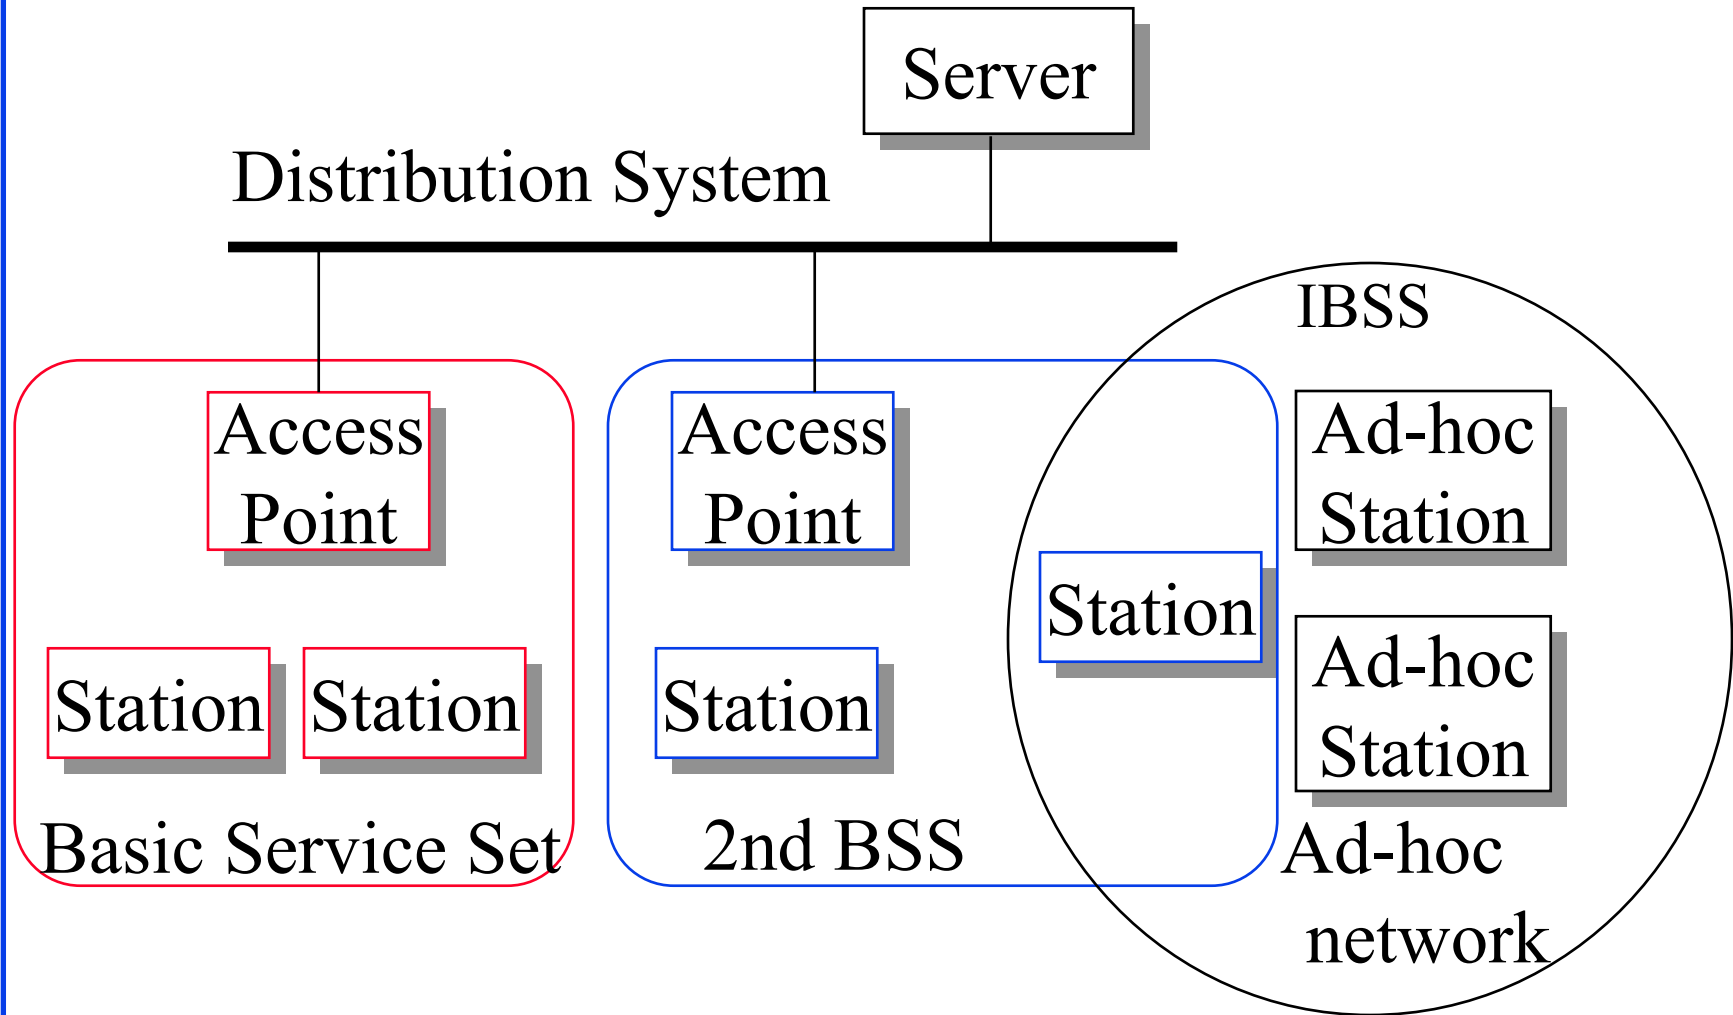 Server
Distribution System
IBSS
Access
Point
Access
Point
Ad-hoc
Station
Station
Station
Station
Station
Ad-hoc
Station
Basic Service Set
2nd BSS
Ad-hoc
network